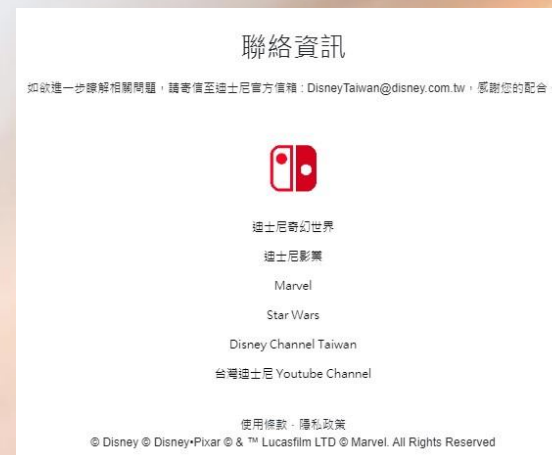 聯絡資訊
如欲進一步瞭解相關問題，請寄信至迪士尼官方信箱 : DisneyTaiwan@disney.com.tw，感謝您的配合。
迪士尼奇幻世界
迪士尼影業
Marvel
Star Wars
Disney Channel Taiwan
台灣迪士尼 Youtube Channel
使用條款 · 隱私政策
© Disney © Disney•Pixar © & ™ Lucasfilm LTD © Marvel. All Rights Reserved